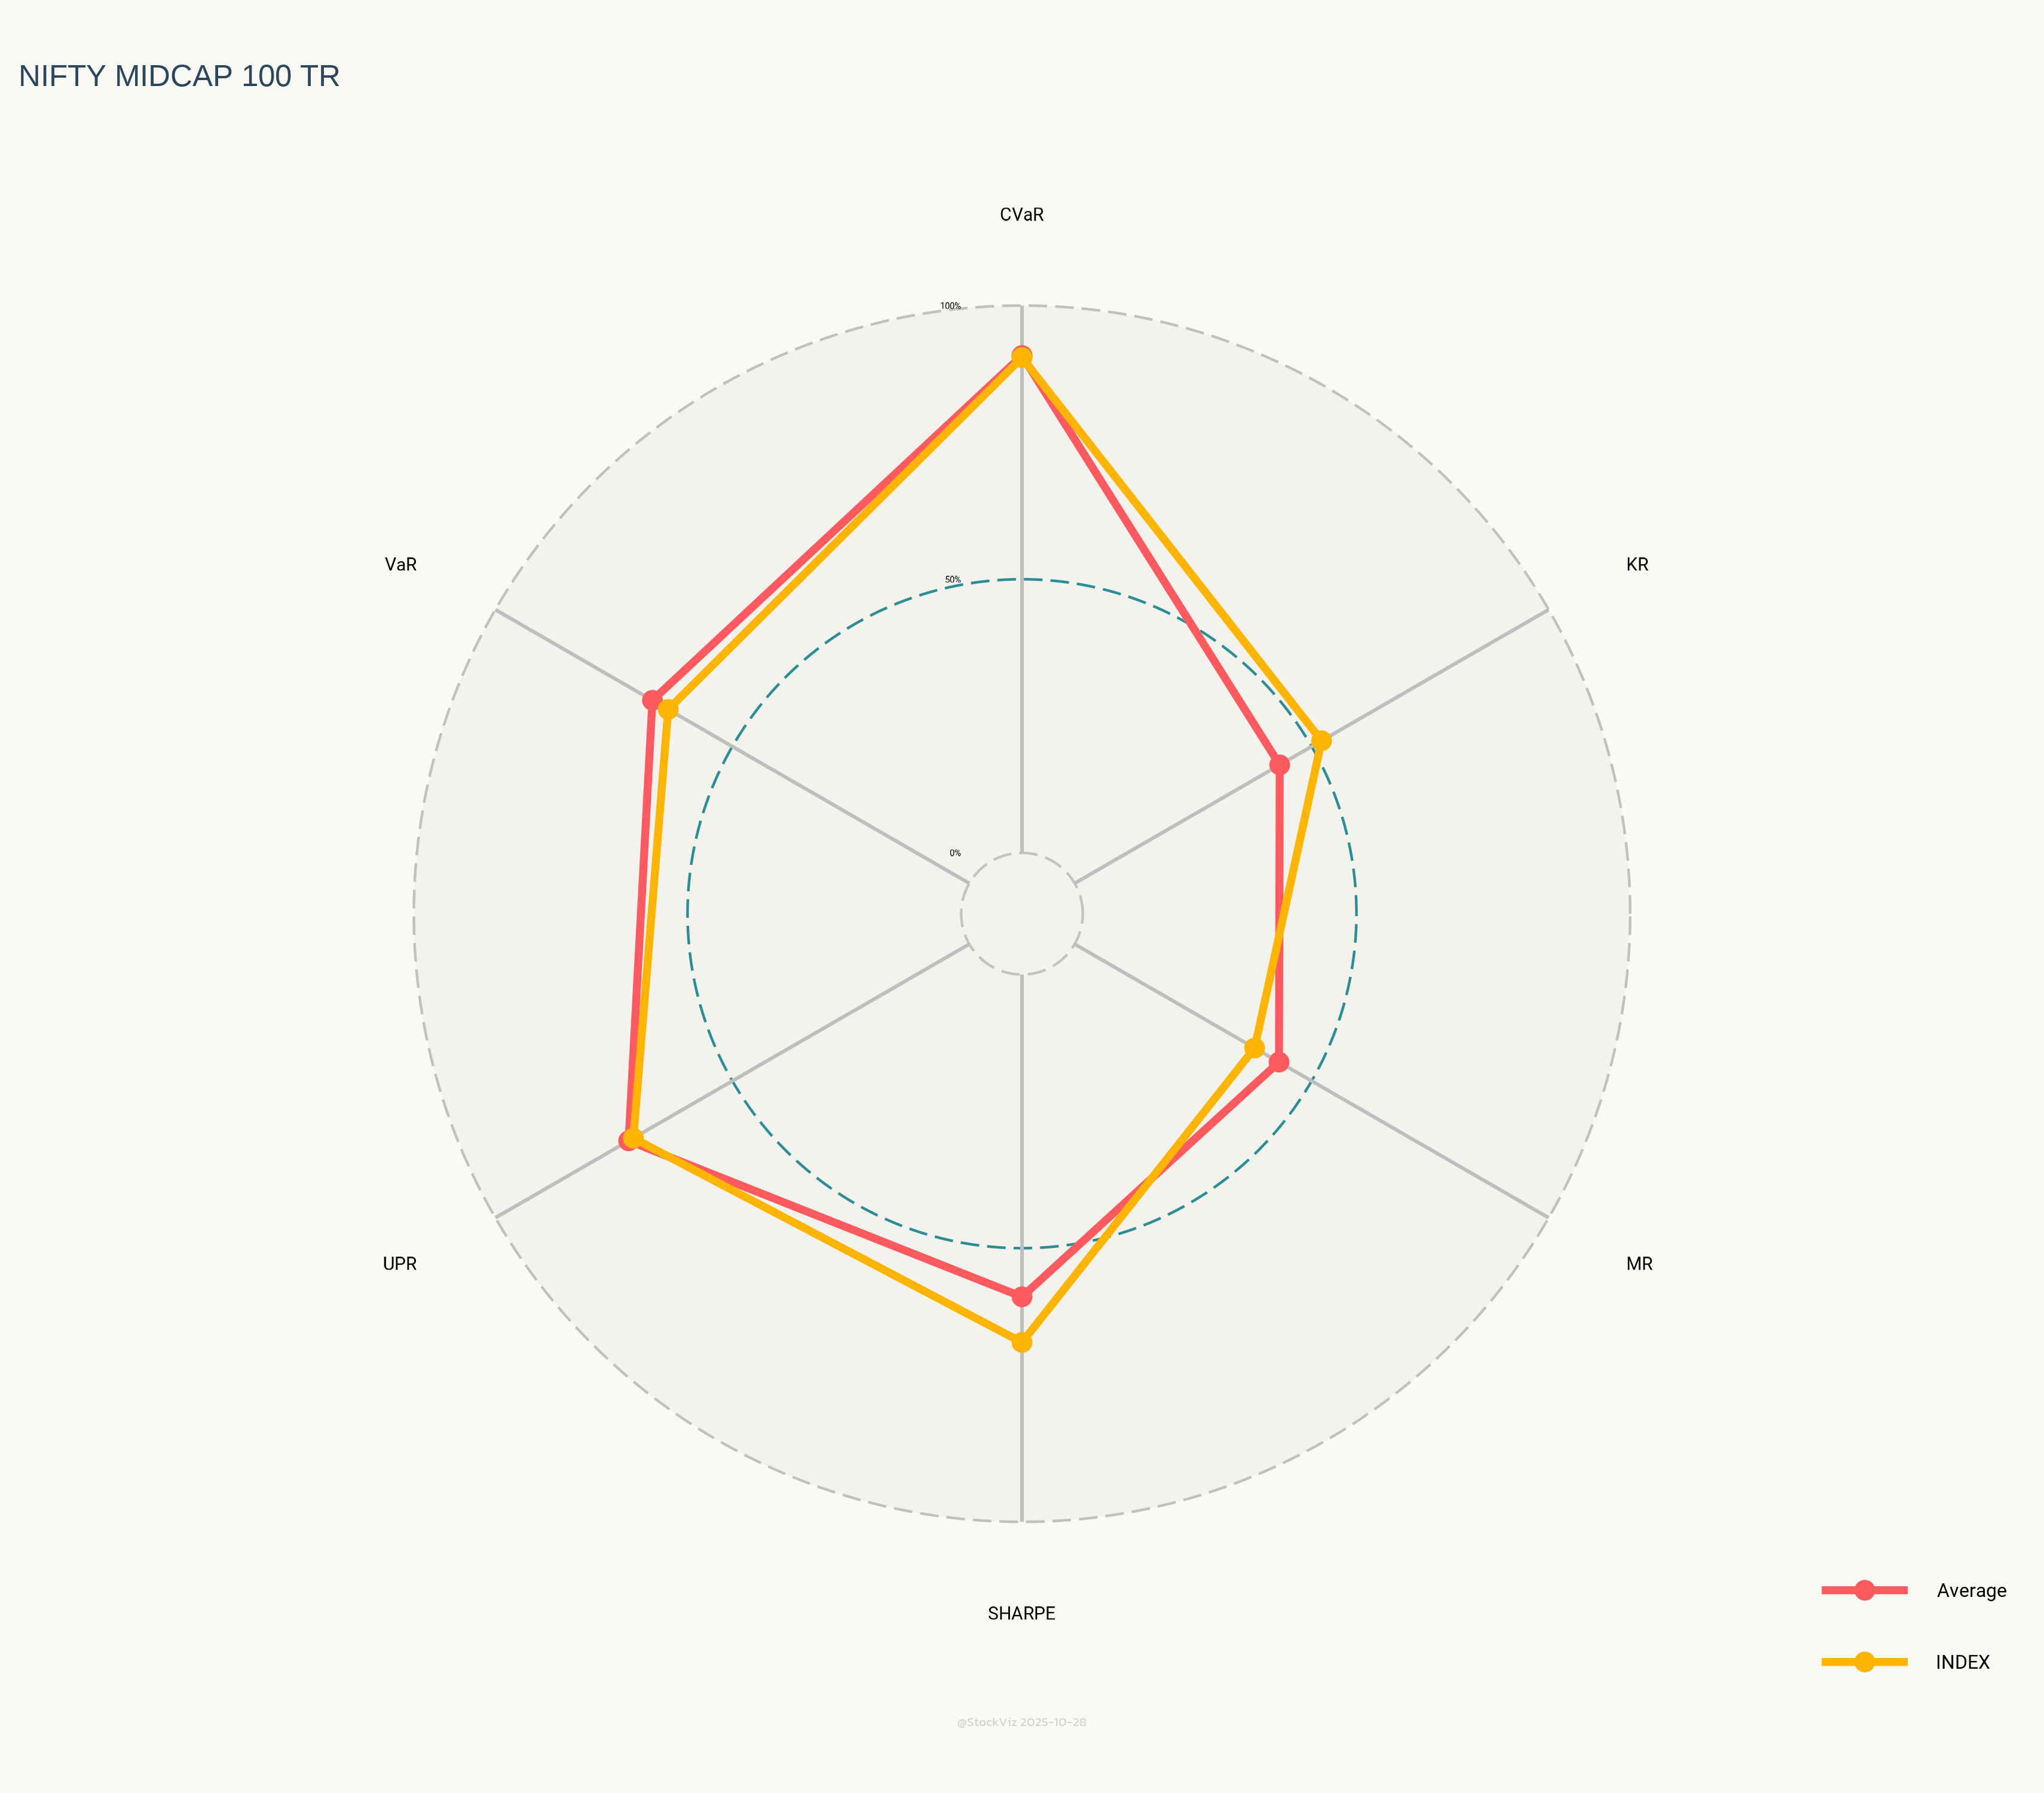 NIFTY MIDCAP 100 TR
CVaR
100%
VaR
KR
50%
0%
UPR
MR
SHARPE
Average
INDEX
@StockViz 2025-10-28